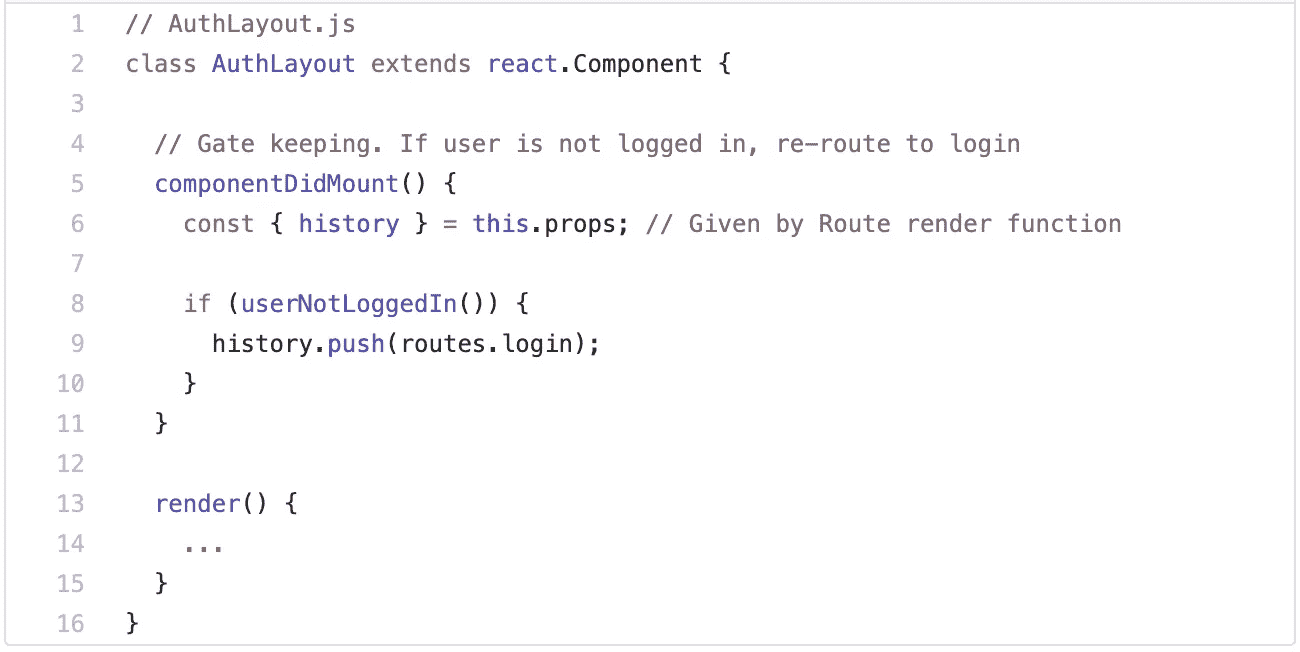 1 // AuthLayout.js
2 class AuthLayout extends react.Component {
3
4   // Gate keeping. If user is not logged in, re-route to login
5   componentDidMount() {
6     const { history } = this.props; // Given by Route render function
7
8     if (userNotLoggedIn()) {
9       history.push(routes.login);
10     }
11   }
12
13   render() {
14     ...
15   }
16 }